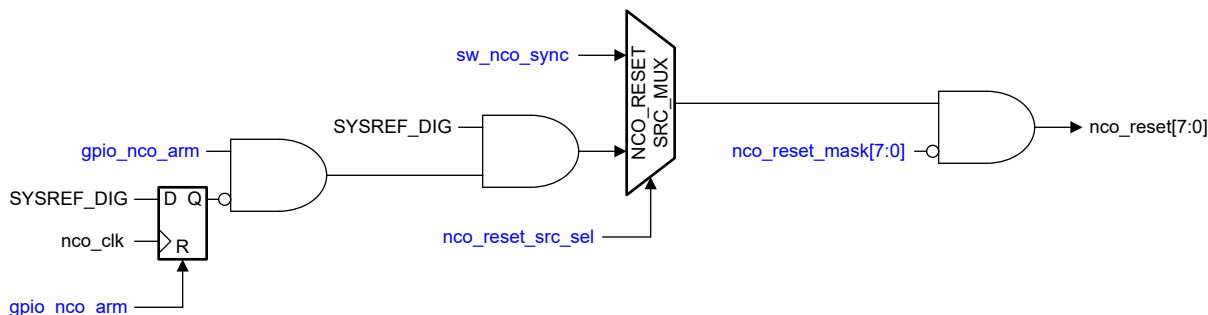 sw_nco_sync
NCO_RESET
SRC_MUX
SYSREF_DIG
gpio_nco_arm
nco_reset_mask[7:0]
nco_reset[7:0]
SYSREF_DIG
D Q
nco_clk
R
nco_reset_src_sel
gpio_nco_arm